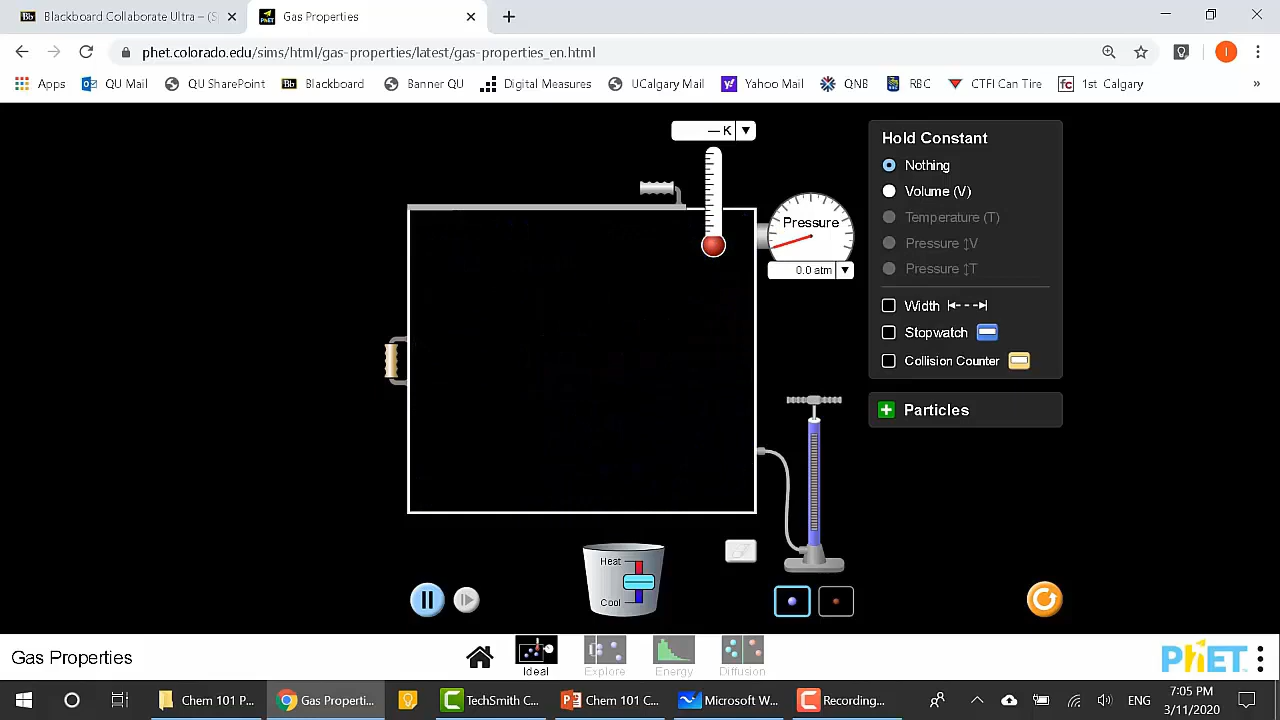 Blackboard Collaborate Ultra – (S
Gas Properties
phet.colorado.edu/sims/html/gas-properties/latest/gas-properties_en.html
I
Apps
QU Mail
QU SharePoint
Bb
Blackboard
Banner QU
Digital Measures
UCalgary Mail
Yahoo Mail
QNB
RBC
CTFI Can Tire
fc
1st Calgary
»
— K
Pressure
0.0 atm
Hold Constant
Nothing
Volume (V)
Temperature (T)
Pressure ↕V
Pressure ↕T
Width
Stopwatch
Collision Counter
Particles
Heat
Cool
Gas Properties
Ideal
Explore
Energy
Diffusion
PhET
Chem 101 P...
Gas Properti...
TechSmith C...
Chem 101 C...
Microsoft W...
Recording...
ENG
7:05 PM
3/11/2020